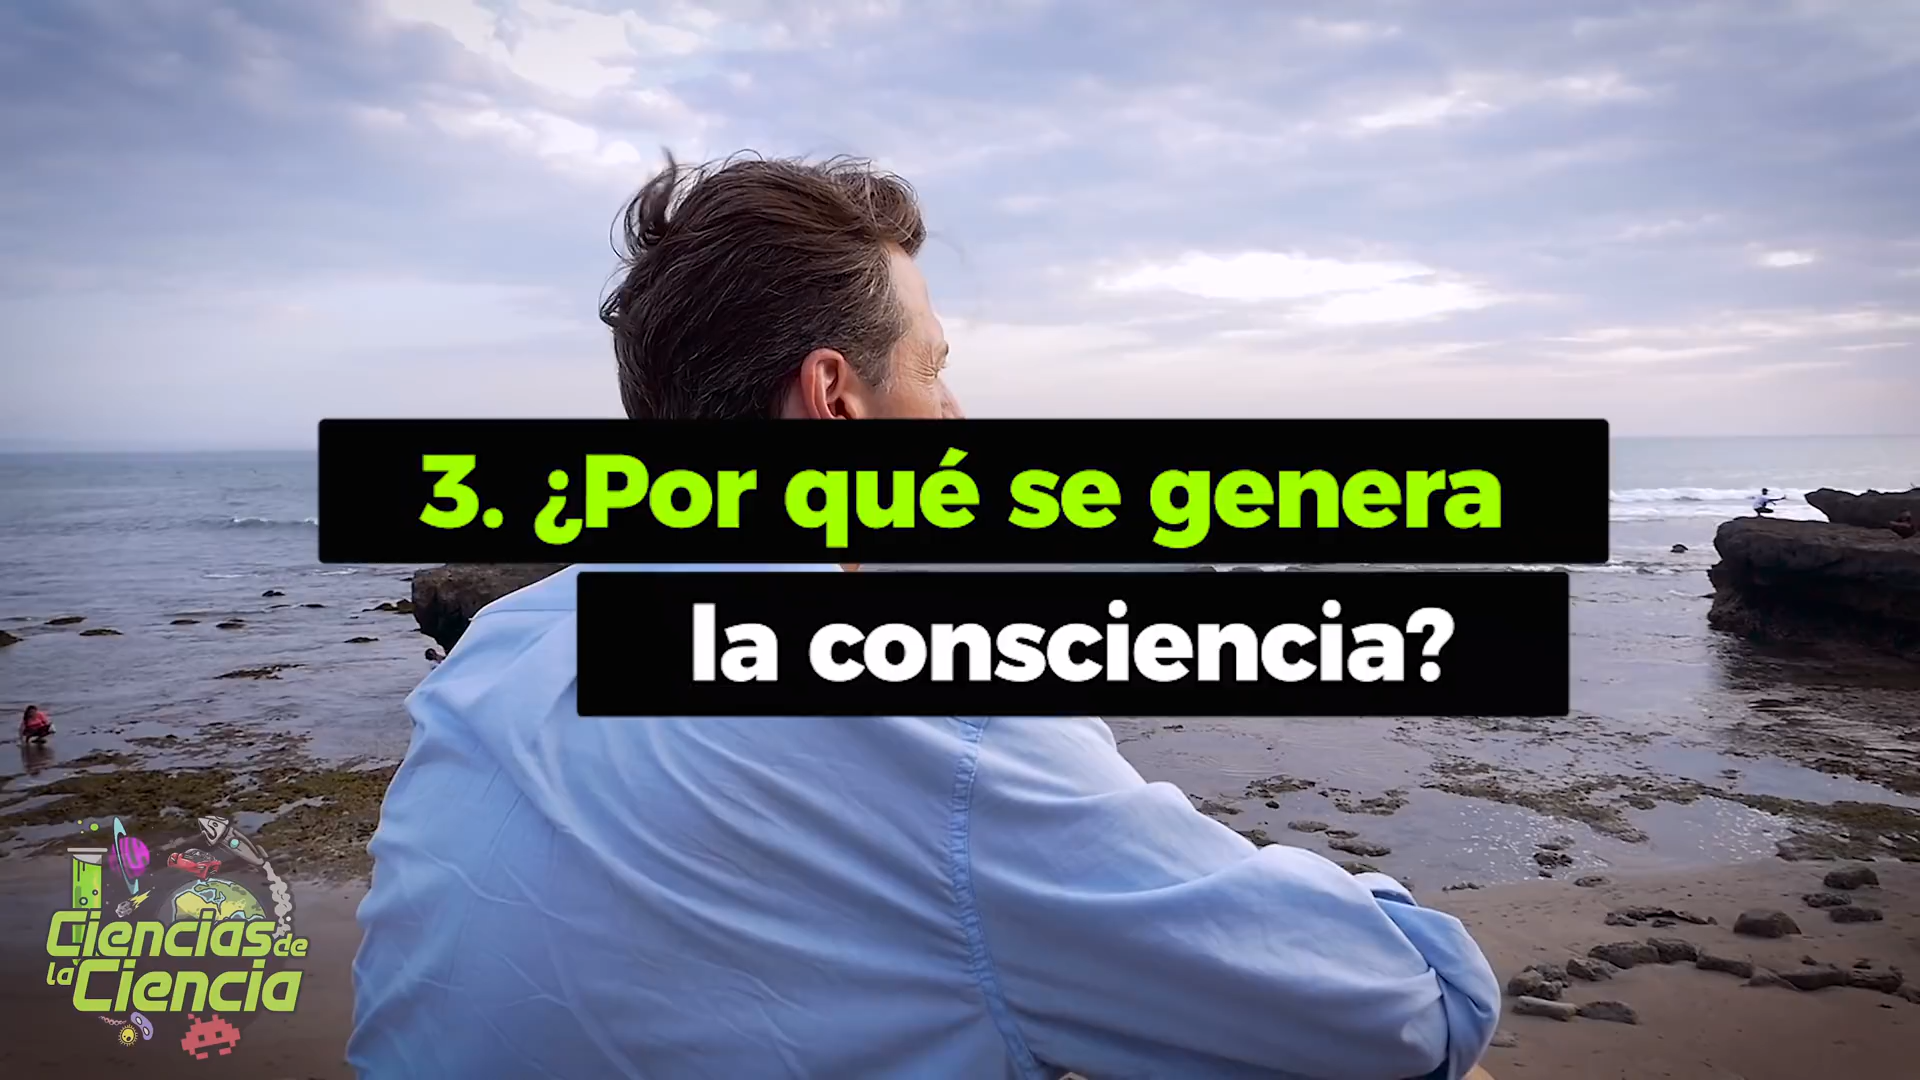 3. ¿Por qué se genera
la consciencia?
Ciencias de
la Ciencia